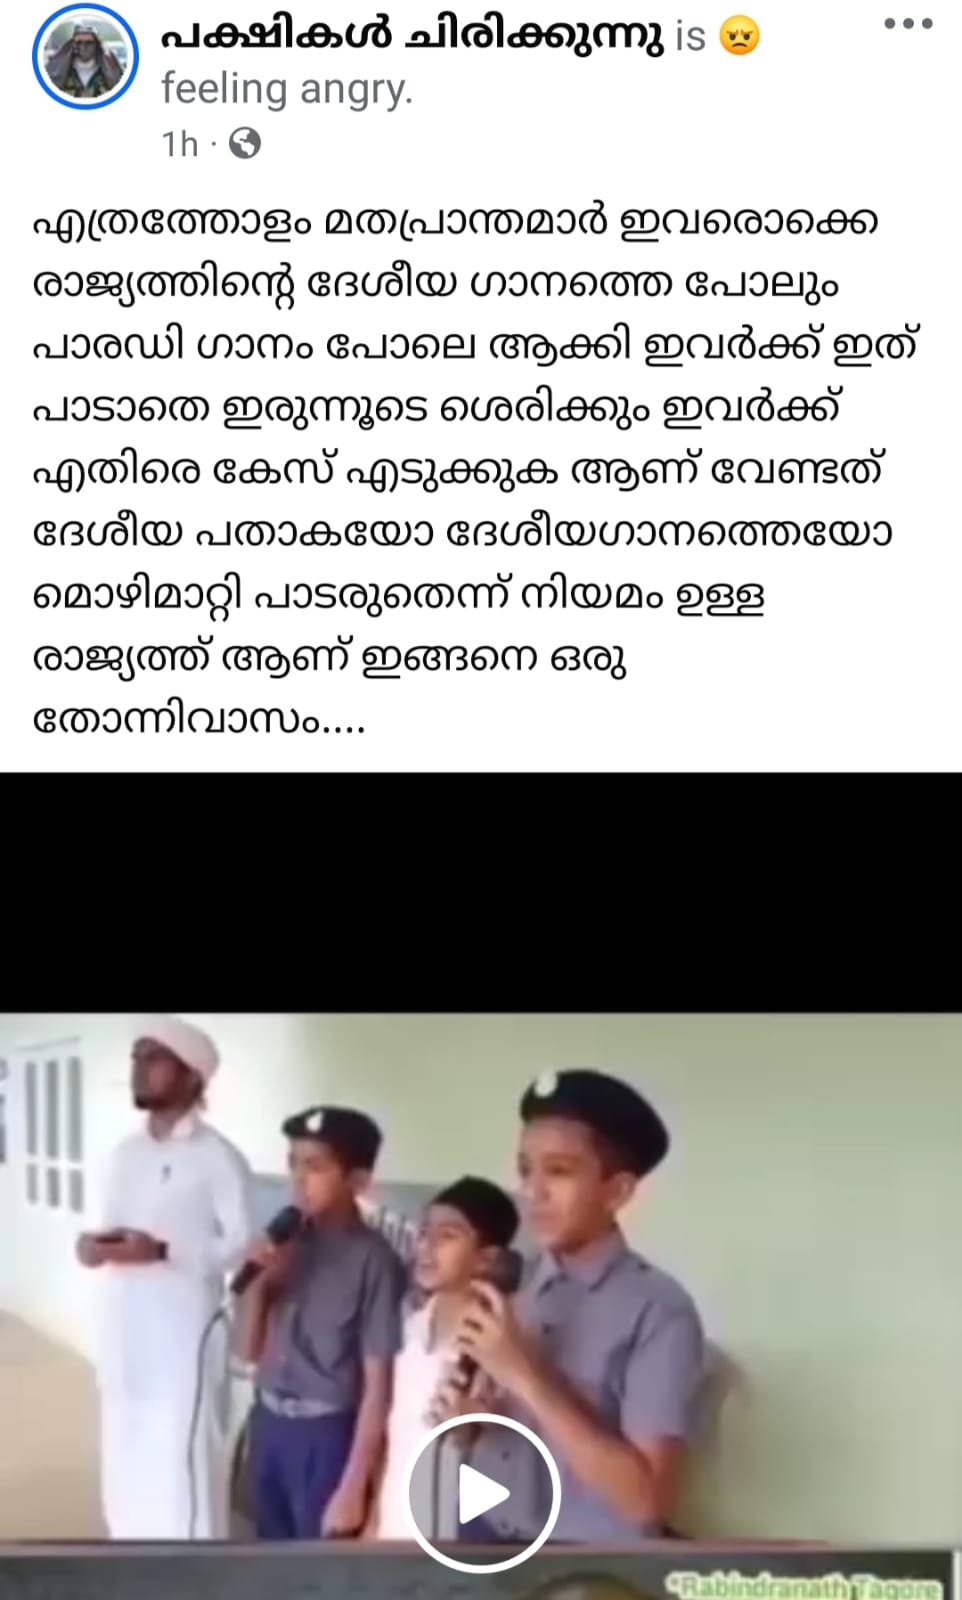 പക്ഷികൾ ചിരിക്കുന്നു is 😡
feeling angry.
1h ·
എത്രത്തോളം മതപ്രാന്തമാർ ഇവരൊക്കെ
രാജ്യത്തിന്റെ ദേശീയ ഗാനത്തെ പോലും
പാരഡി ഗാനം പോലെ ആക്കി ഇവർക്ക് ഇത്
പാടാതെ ഇരുന്നൂടെ ശെരിക്കും ഇവർക്ക്
എതിരെ കേസ് എടുക്കുക ആണ് വേണ്ടത്
ദേശീയ പതാകയോ ദേശീയഗാനത്തെയോ
മൊഴിമാറ്റി പാടരുതെന്ന് നിയമം ഉള്ള
രാജ്യത്ത് ആണ് ഇങ്ങനെ ഒരു
തോന്നിവാസം....
Rabindranath Tagore